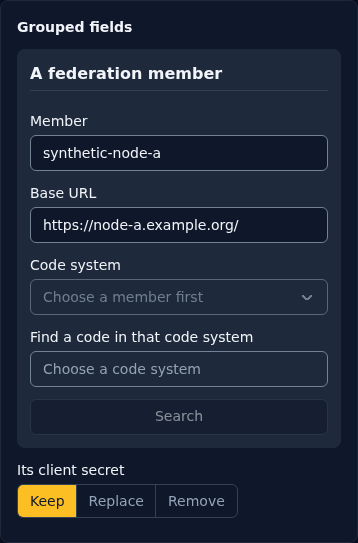 Grouped fields
A federation member
Member
synthetic-node-a
Base URL
https://node-a.example.org/
Code system
Choose a member first
Find a code in that code system
Choose a code system
Search
Its client secret
Keep Replace Remove